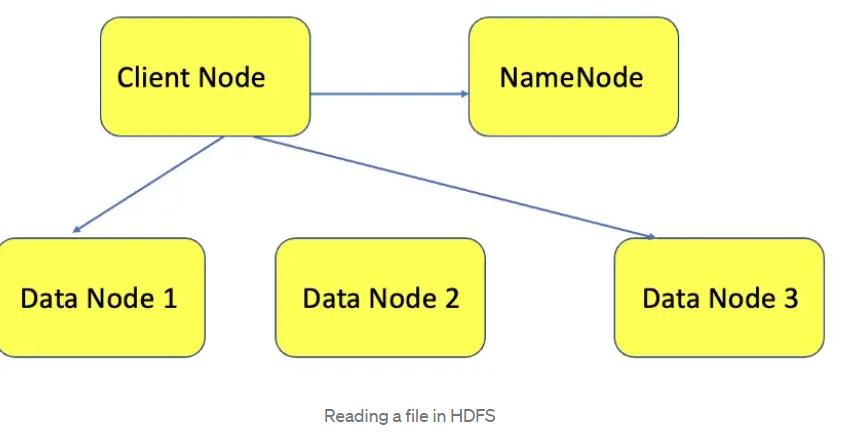 Client Node
NameNode
Data Node 1
Data Node 2
Data Node 3
Reading a file in HDFS